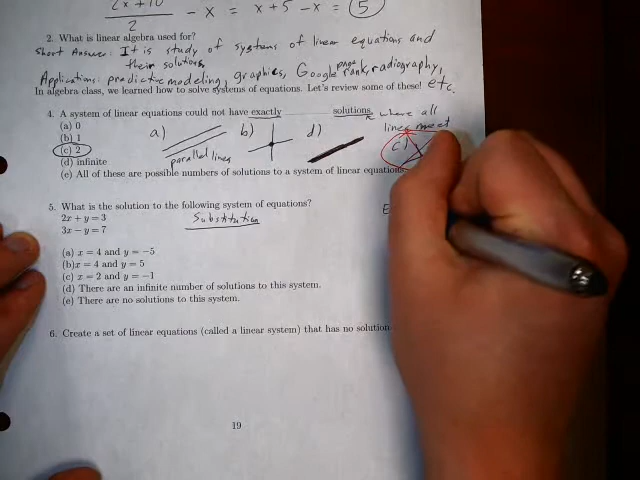 2x + 10
2 - x = x + 5 - x = 5
2. What is linear algebra used for?
Short Answer: It is study of systems of linear equations and
their solutions
Applications: predictive modeling, graphics, Google page rank, radiography,
In algebra class, we learned how to solve systems of equations. Let's review some of these! etc.
4. A system of linear equations could not have exactly solutions. where all
(a) 0
lines meet
(b) 1
a) b) d) c)
(c) 2
parallel lines
(d) infinite
(e) All of these are possible numbers of solutions to a system of linear equations
5. What is the solution to the following system of equations?
2x + y = 3
Substitution
E
3x − y = 7
(a) x = 4 and y = −5
(b) x = 4 and y = 5
(c) x = 2 and y = −1
(d) There are an infinite number of solutions to this system.
(e) There are no solutions to this system.
6. Create a set of linear equations (called a linear system) that has no solution
19